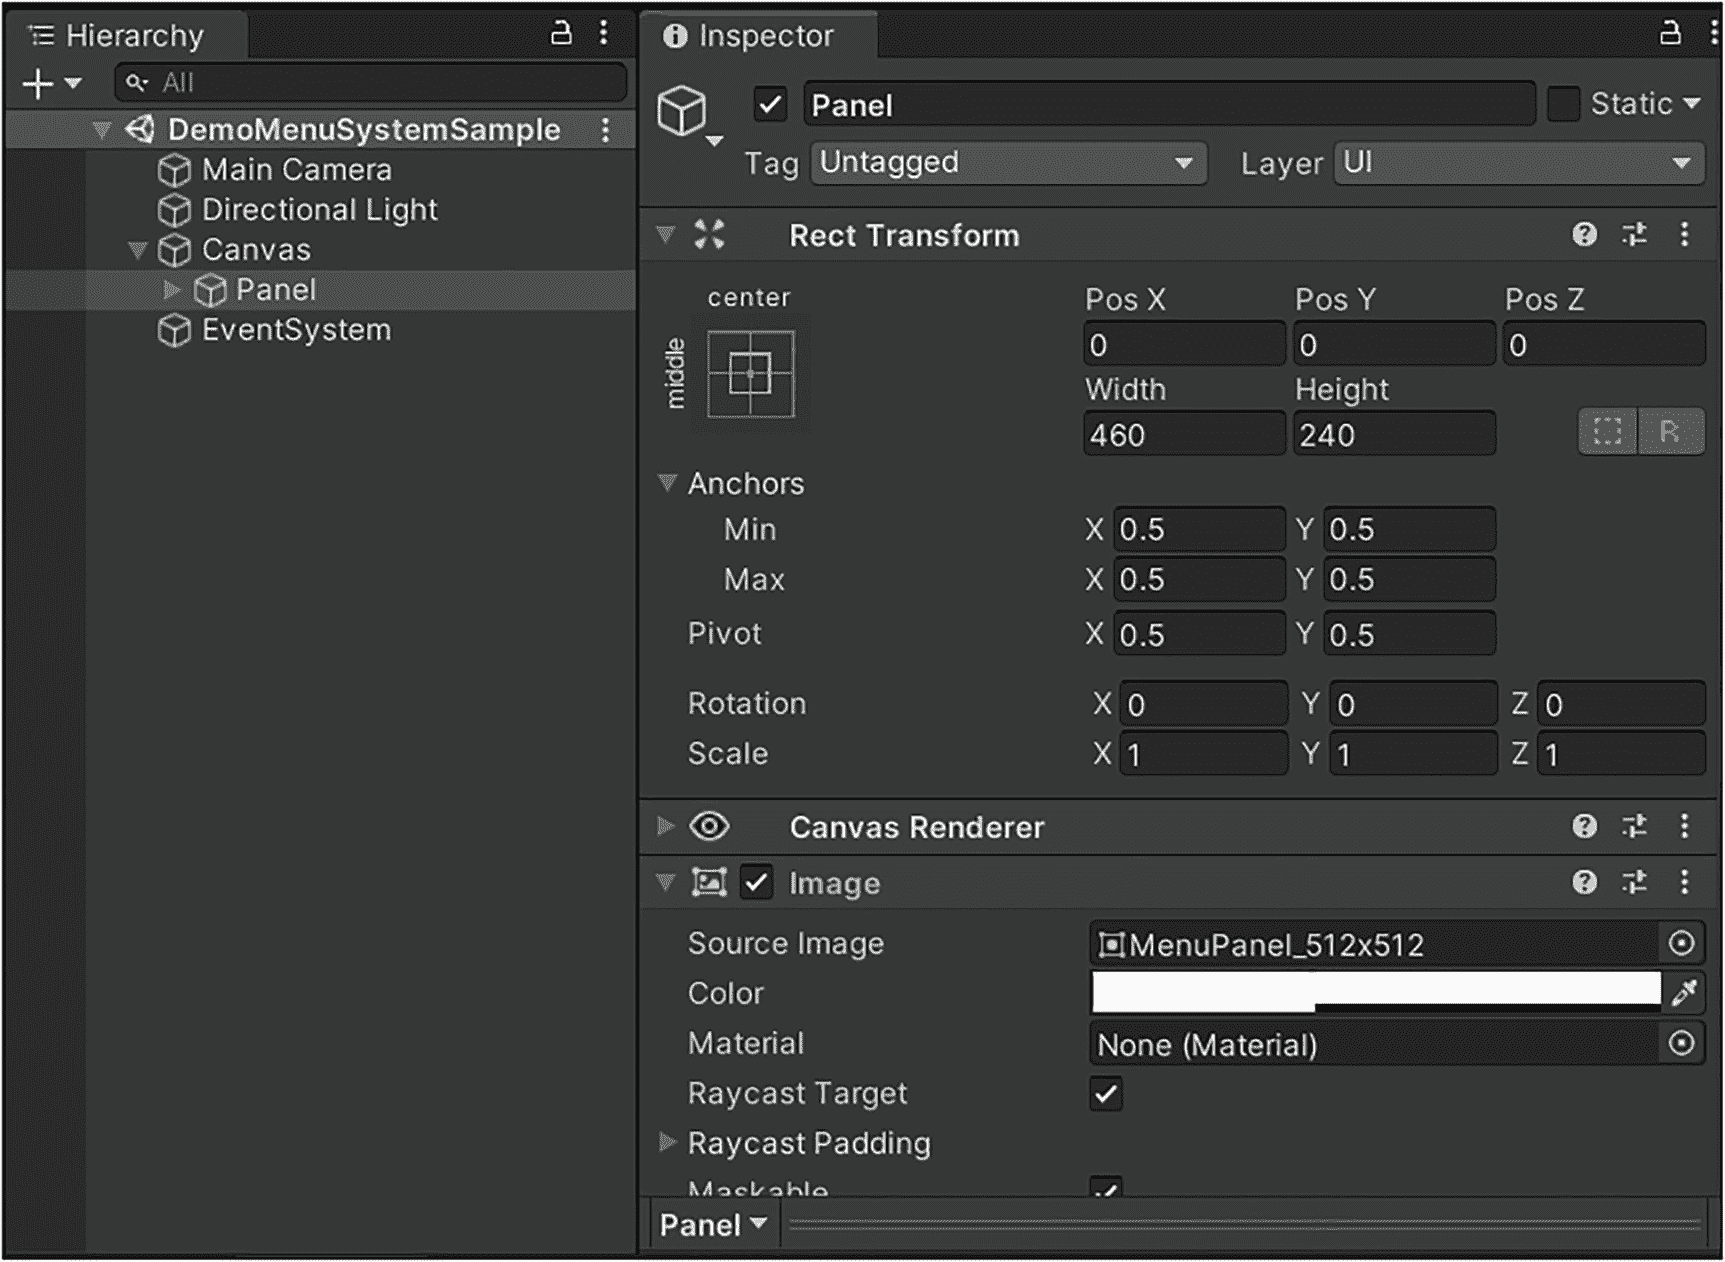 Hierarchy
All
DemoMenuSystemSample
Main Camera
Directional Light
Canvas
Panel
EventSystem
Inspector
Panel
Static
Tag Untagged Layer UI
Rect Transform
center
middle
Pos X Pos Y Pos Z
0 0 0
Width Height
460 240
R
Anchors
Min X 0.5 Y 0.5
Max X 0.5 Y 0.5
Pivot X 0.5 Y 0.5
Rotation X 0 Y 0 Z 0
Scale X 1 Y 1 Z 1
Canvas Renderer
Image
Source Image MenuPanel_512x512
Color
Material None (Material)
Raycast Target
Raycast Padding
Maskable
Panel